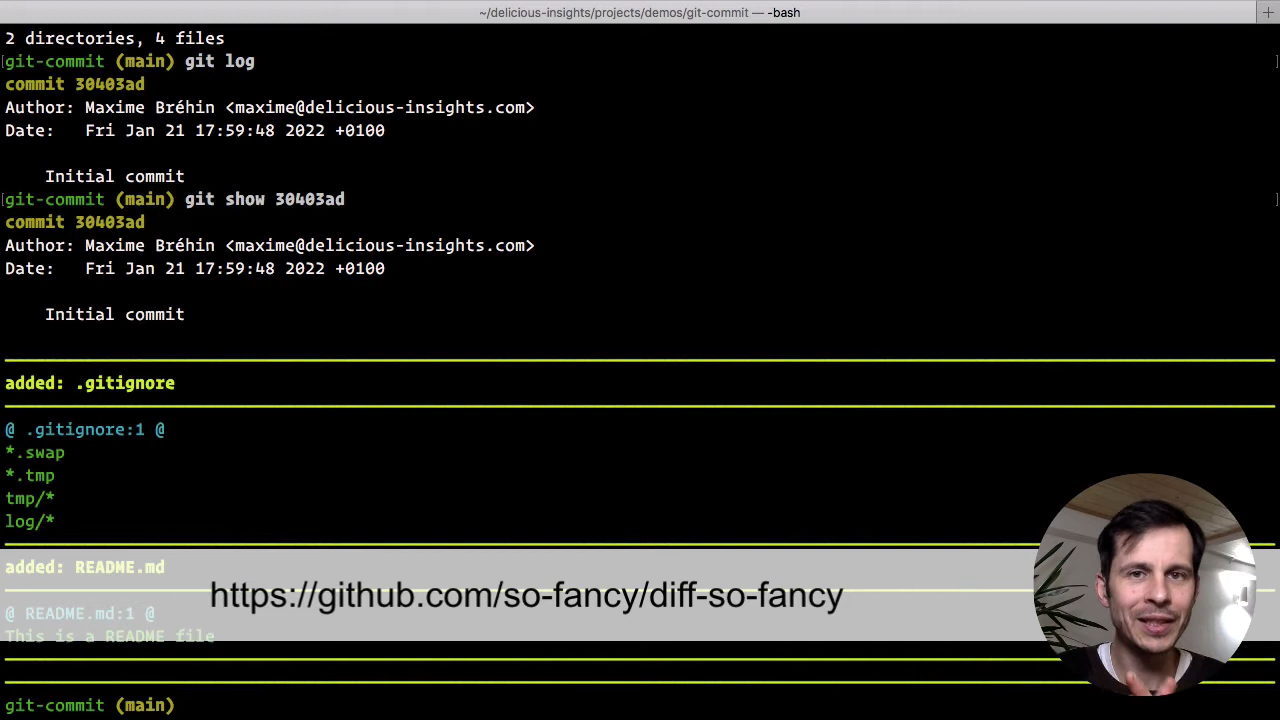 ~/delicious-insights/projects/demos/git-commit — -bash
2 directories, 4 files
[git-commit (main) git log ]
commit 30403ad
Author: Maxime Bréhin <maxime@delicious-insights.com>
Date:   Fri Jan 21 17:59:48 2022 +0100
Initial commit
[git-commit (main) git show 30403ad ]
commit 30403ad
Author: Maxime Bréhin <maxime@delicious-insights.com>
Date:   Fri Jan 21 17:59:48 2022 +0100
Initial commit
added: .gitignore
@ .gitignore:1 @
*.swap
*.tmp
tmp/*
log/*
added: README.md
https://github.com/so-fancy/diff-so-fancy
@ README.md:1 @
This is a README file
git-commit (main)